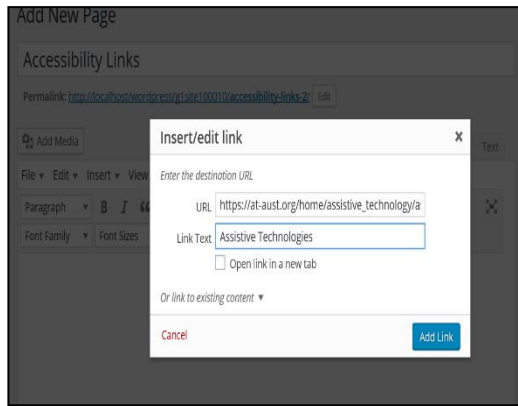 Add New Page
Accessibility Links
Permalink: http://localhost/wordpress/g1site100010/accessibility-links-2/ Edit
Add Media
Text
File Edit Insert View
Paragraph B I
Font Family Font Sizes
Insert/edit link x
Enter the destination URL
URL https://at-aust.org/home/assistive_technology/a
Link Text Assistive Technologies
Open link in a new tab
Or link to existing content
Cancel Add Link